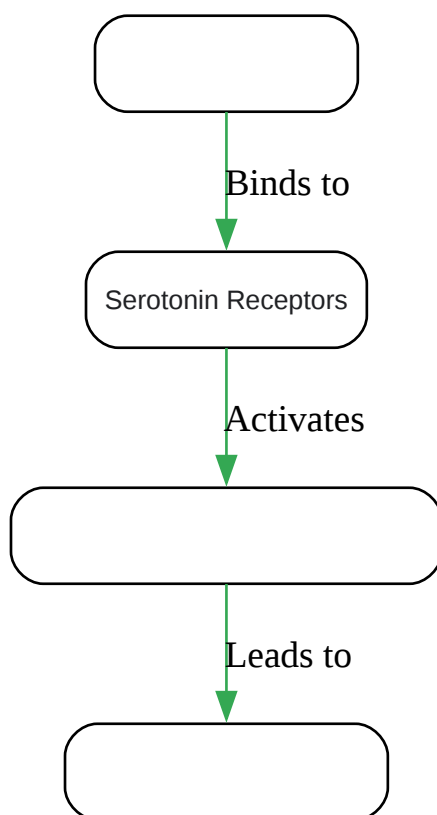 Binds to
Serotonin Receptors
Activates
Leads to